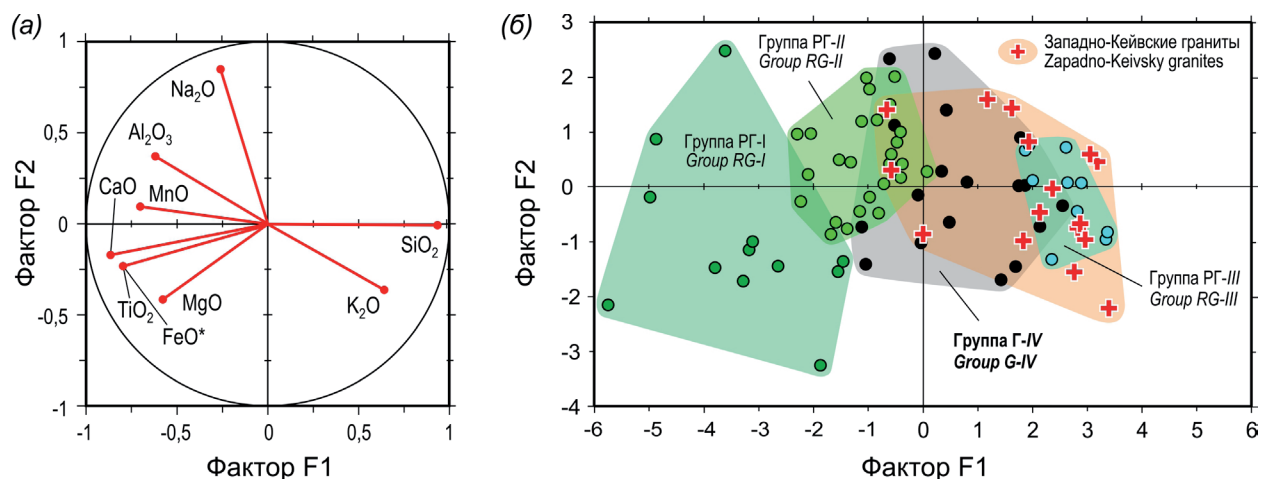 (а)
Фактор F2
1
0,5
0
-0,5
-1
-1
-0,5
0
0,5
1
Na2O
Al2O3
CaO
MnO
SiO2
TiO2
FeO*
MgO
K2O
Фактор F1
(б)
Фактор F2
3
2
1
0
-1
-2
-3
-4
-6
-5
-4
-3
-2
-1
0
1
2
3
4
5
6
Группа РГ-II
Group RG-II
Западно-Кейвские граниты
Zapadno-Keivsky granites
Группа РГ-I
Group RG-I
Группа РГ-III
Group RG-III
Группа Г-IV
Group G-IV
Фактор F1